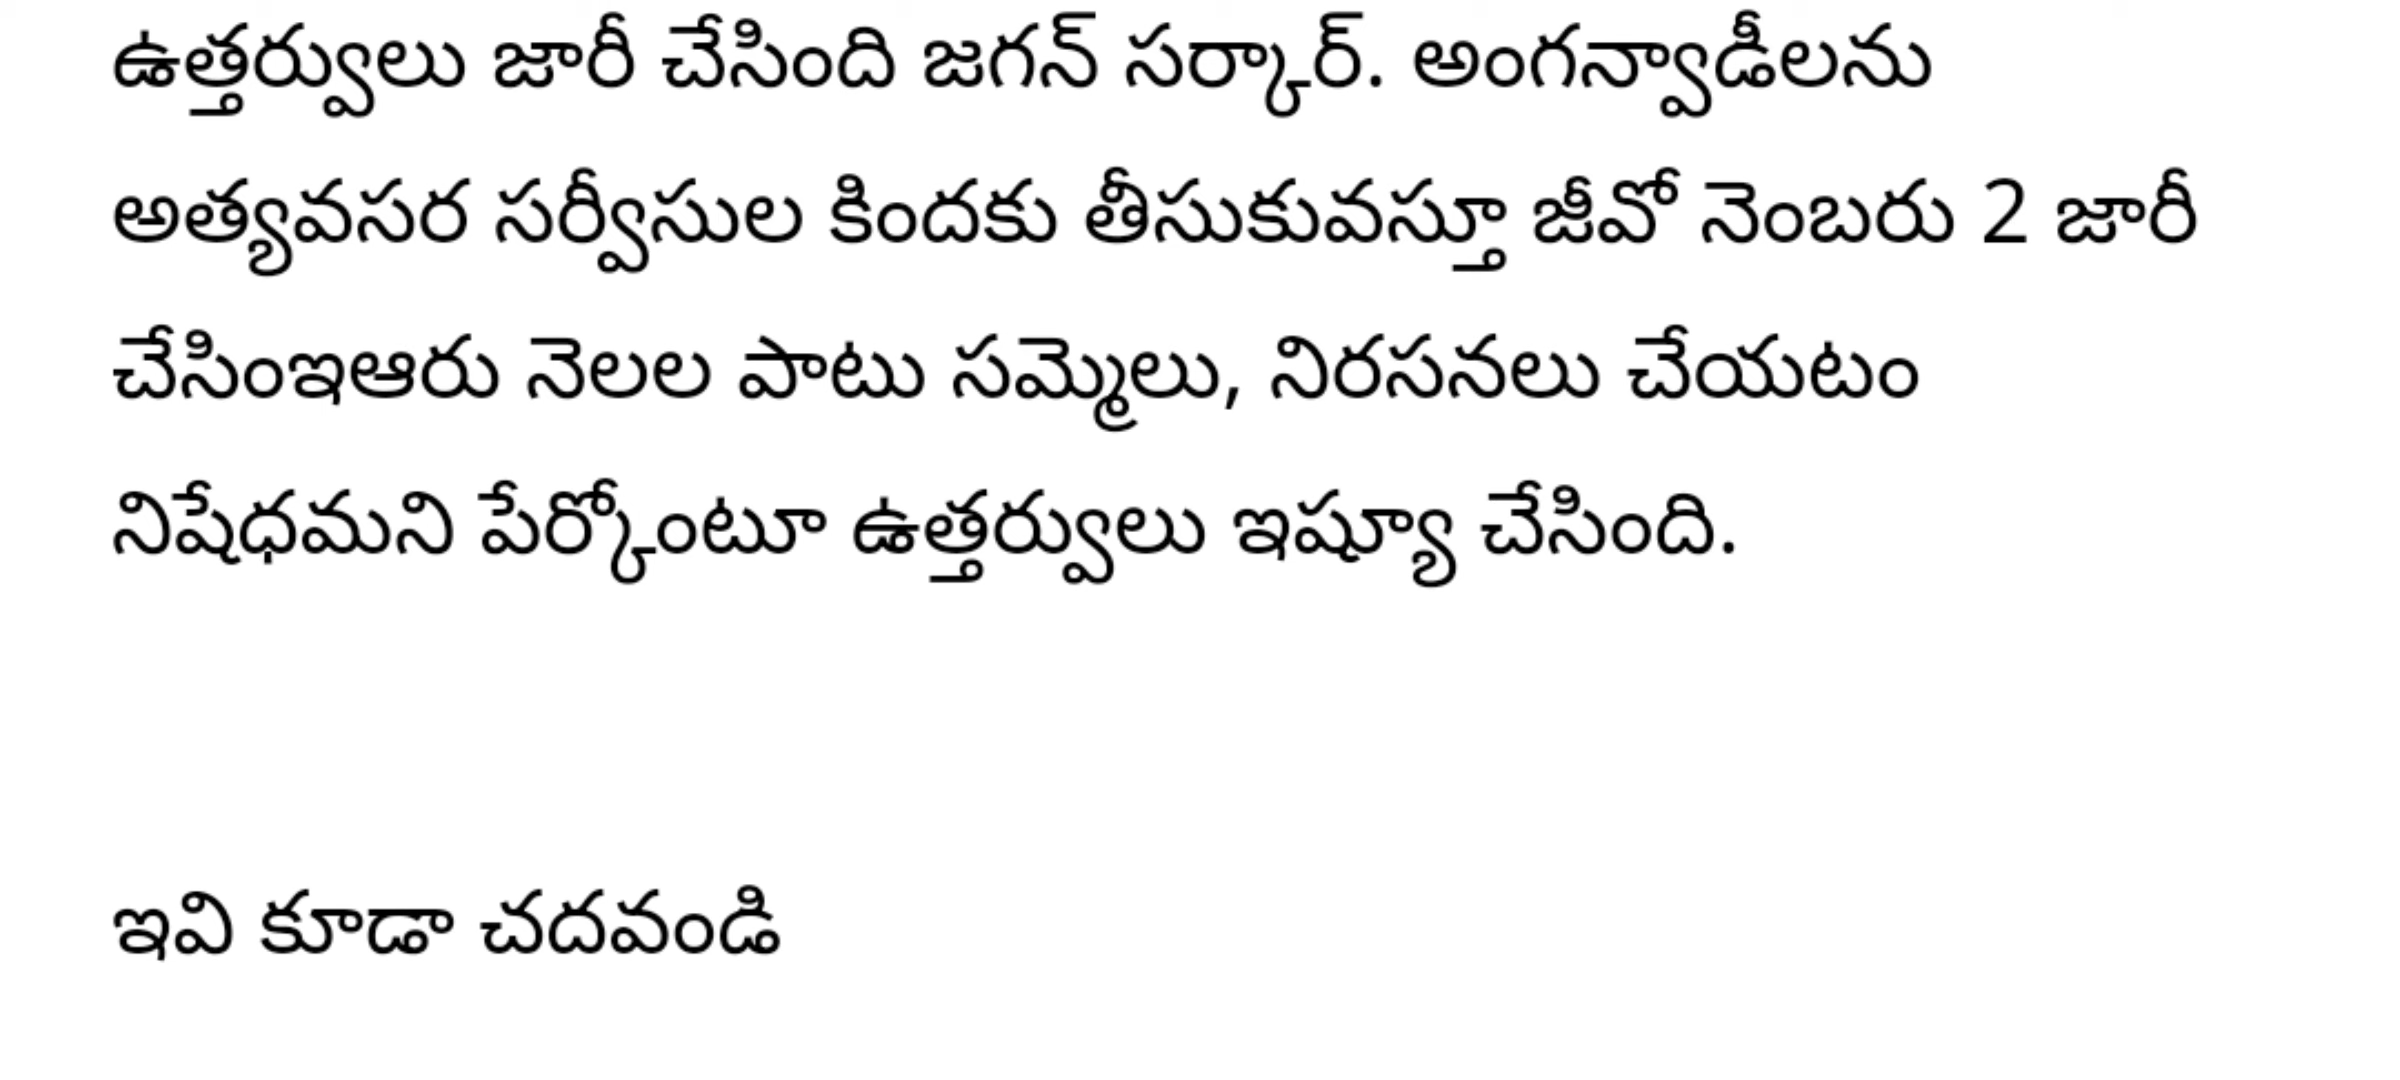 ఉత్తర్వులు జారీ చేసింది జగన్ సర్కార్. అంగన్వాడీలను
అత్యవసర సర్వీసుల కిందకు తీసుకువస్తూ జీవో నెంబరు 2 జారీ
చేసింఇఆరు నెలల పాటు సమ్మెలు, నిరసనలు చేయటం
నిషేధమని పేర్కోంటూ ఉత్తర్వులు ఇష్యూ చేసింది.
ఇవి కూడా చదవండి